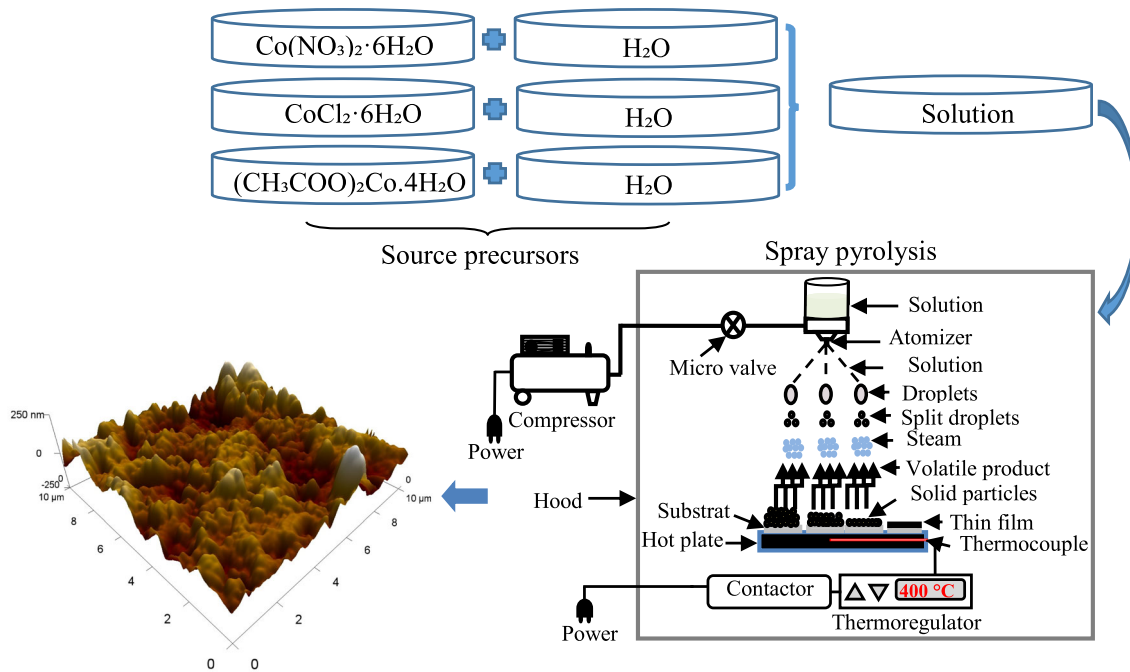 Co(NO₃)₂·6H₂O
H₂O
CoCl₂·6H₂O
H₂O
(CH₃COO)₂Co.4H₂O
H₂O
Solution
Source precursors
Spray pyrolysis
Solution
Atomizer
Micro valve
Solution
Droplets
Compressor
Split droplets
Steam
Power
Volatile product
Hood
Solid particles
Substrat
Thin film
Hot plate
Thermocouple
Contactor
400 °C
Thermoregulator
Power
250 nm
0
-250
10 µm
8
6
4
2
0
0
2
4
6
8
10 µm
0